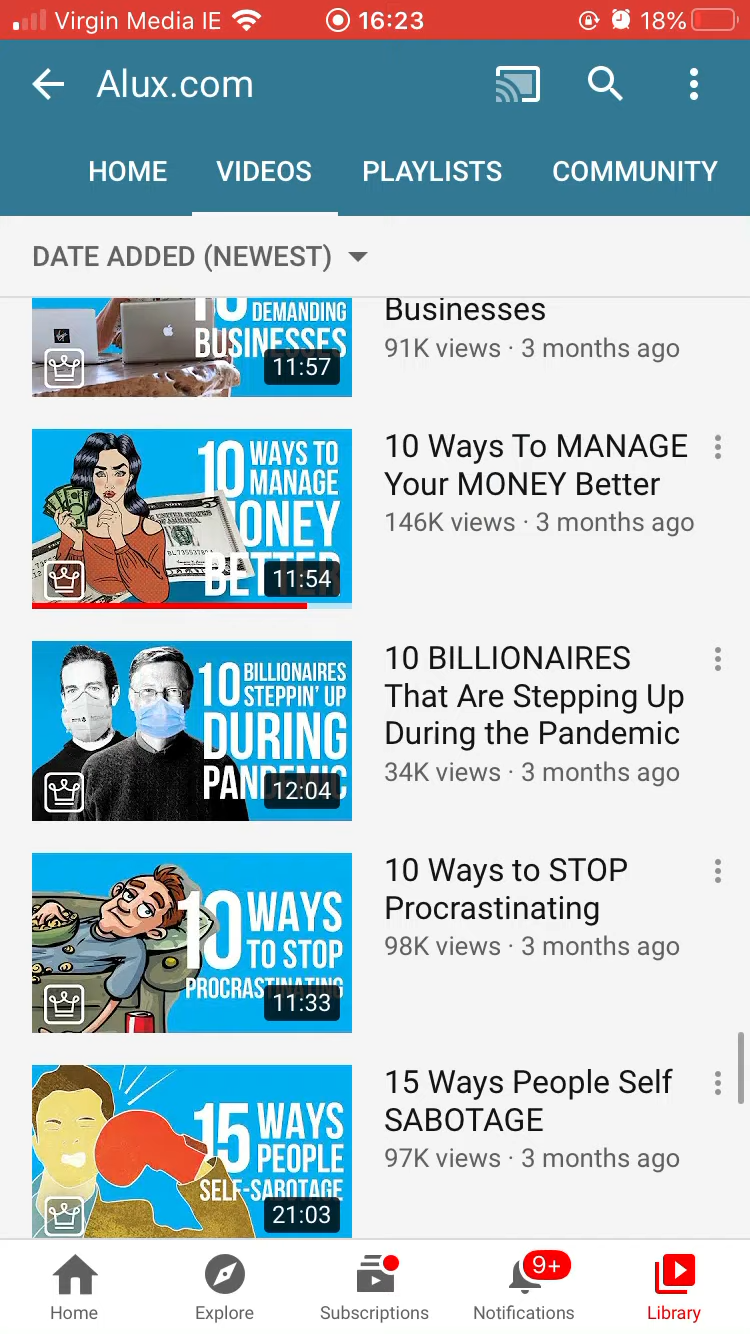 Virgin Media IE 16:23 18%
Alux.com
HOME VIDEOS PLAYLISTS COMMUNITY
DATE ADDED (NEWEST)
DEMANDING
BUSINESSES
11:57
Businesses
91K views · 3 months ago
10 WAYS TO
MANAGE
MONEY
BETTER
11:54
10 Ways To MANAGE
Your MONEY Better
146K views · 3 months ago
10 BILLIONAIRES
STEPPIN' UP
DURING
PANDEMIC
12:04
10 BILLIONAIRES
That Are Stepping Up
During the Pandemic
34K views · 3 months ago
10 WAYS
TO STOP
PROCRASTINATING
11:33
10 Ways to STOP
Procrastinating
98K views · 3 months ago
15 WAYS
PEOPLE
SELF-SABOTAGE
21:03
15 Ways People Self
SABOTAGE
97K views · 3 months ago
9+
Home Explore Subscriptions Notifications Library